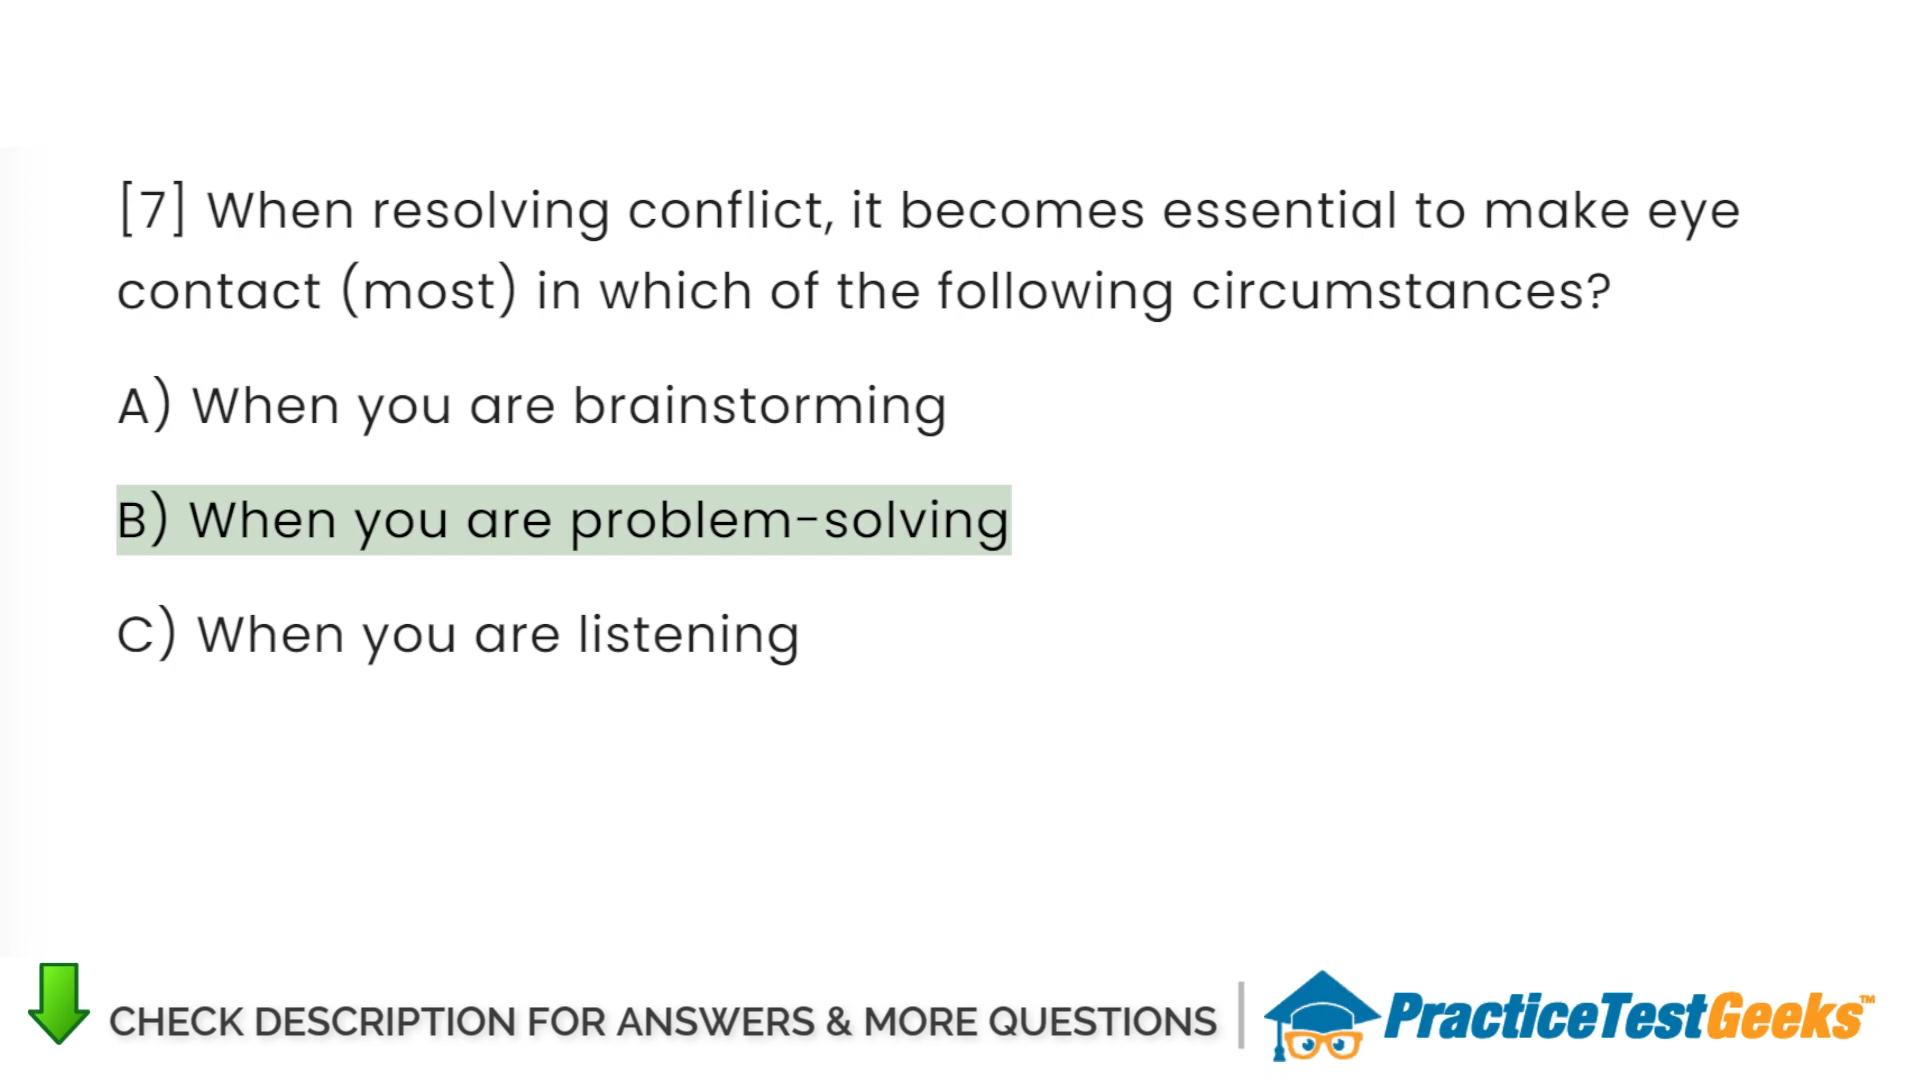 [7] When resolving conflict, it becomes essential to make eye
contact (most) in which of the following circumstances?
A) When you are brainstorming
B) When you are problem-solving
C) When you are listening
CHECK DESCRIPTION FOR ANSWERS & MORE QUESTIONS
PracticeTestGeeks™